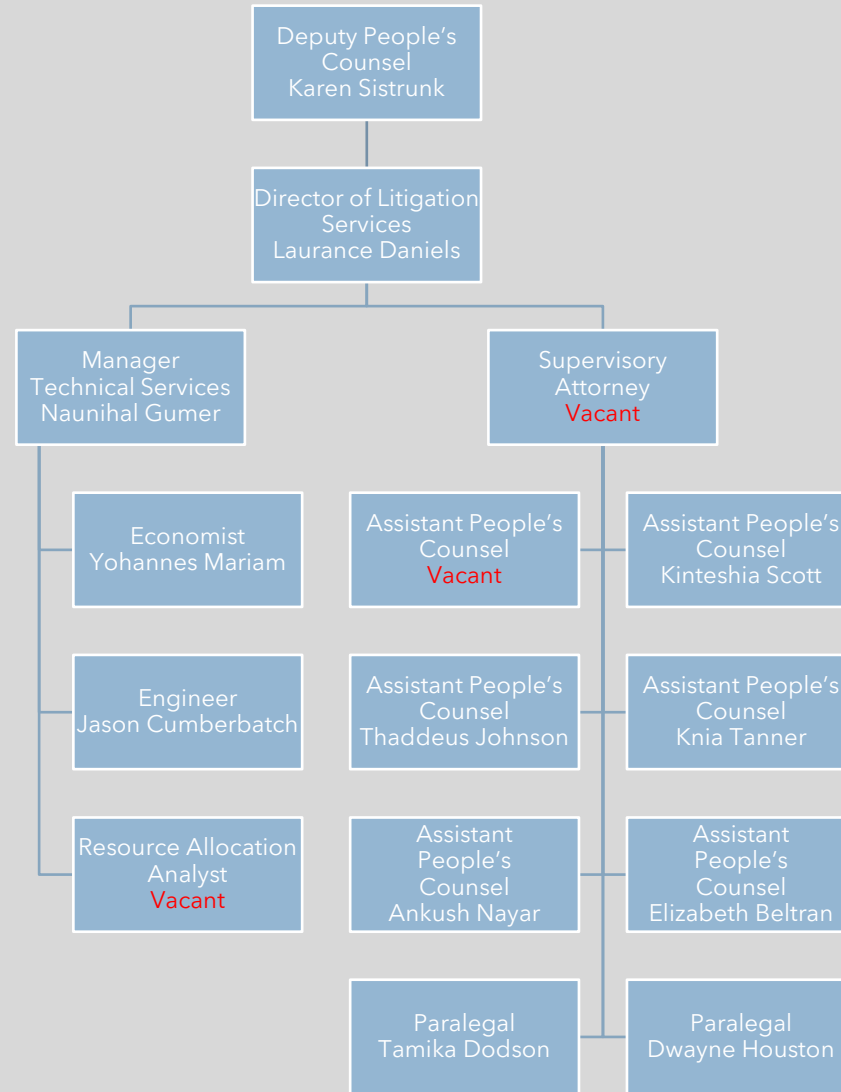 Deputy People's
Counsel
Karen Sistrunk
Director of Litigation
Services
Laurance Daniels
Manager
Technical Services
Naunihal Gumer
Supervisory
Attorney
Vacant
Economist
Yohannes Mariam
Assistant People's
Counsel
Vacant
Assistant People's
Counsel
Kinteshia Scott
Engineer
Jason Cumberbatch
Assistant People's
Counsel
Thaddeus Johnson
Assistant People's
Counsel
Knia Tanner
Resource Allocation
Analyst
Vacant
Assistant
People's
Counsel
Ankush Nayar
Assistant
People's
Counsel
Elizabeth Beltran
Paralegal
Tamika Dodson
Paralegal
Dwayne Houston